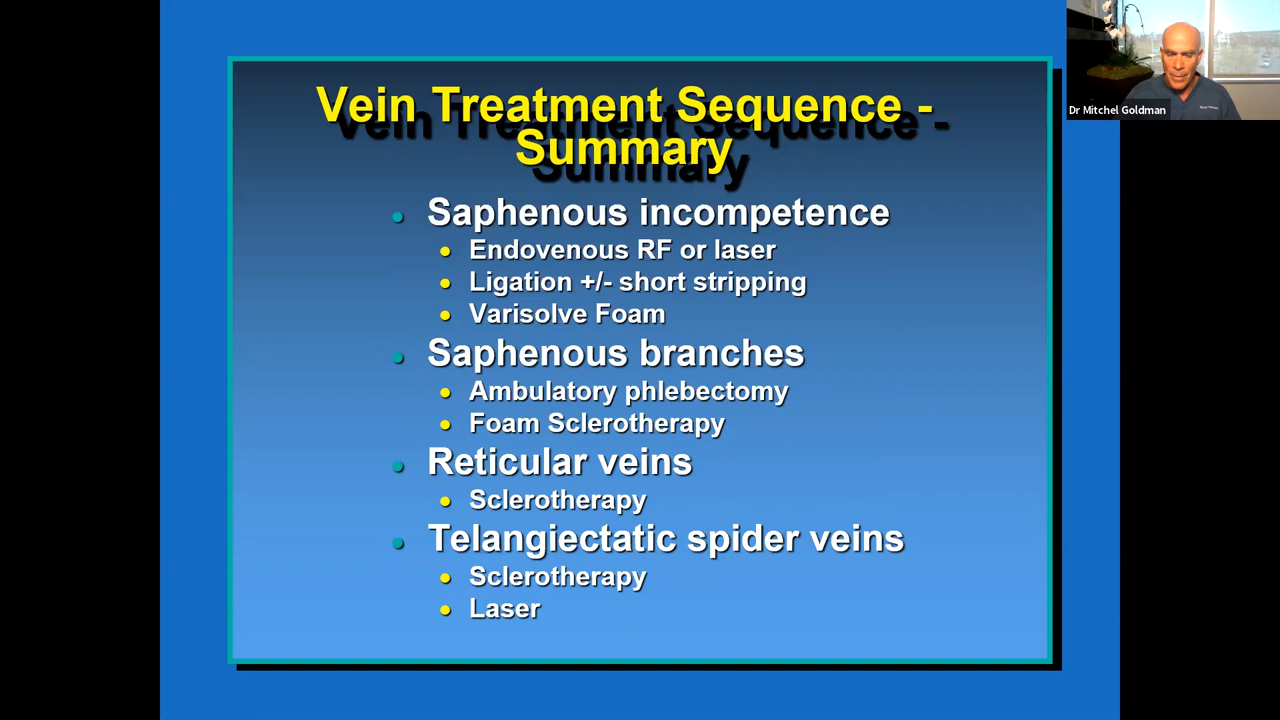 Vein Treatment Sequence -
Summary
Saphenous incompetence
Endovenous RF or laser
Ligation +/- short stripping
Varisolve Foam
Saphenous branches
Ambulatory phlebectomy
Foam Sclerotherapy
Reticular veins
Sclerotherapy
Telangiectatic spider veins
Sclerotherapy
Laser
Dr Mitchel Goldman